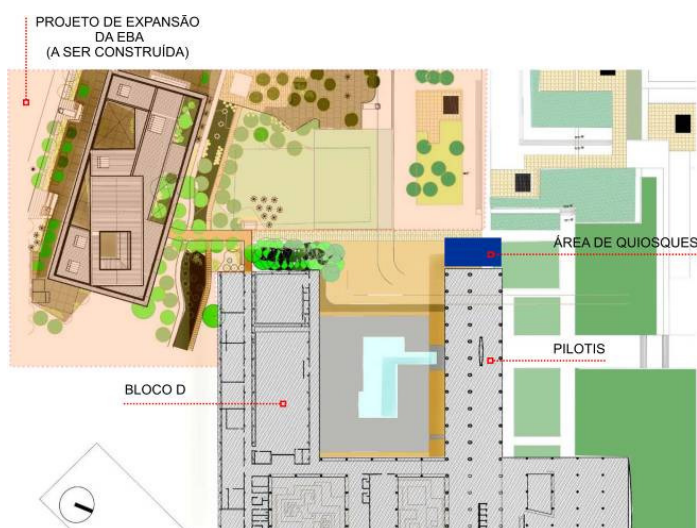 PROJETO DE EXPANSÃO
DA EBA
(A SER CONSTRUÍDA)
ÁREA DE QUIOSQUES
PILOTIS
BLOCO D